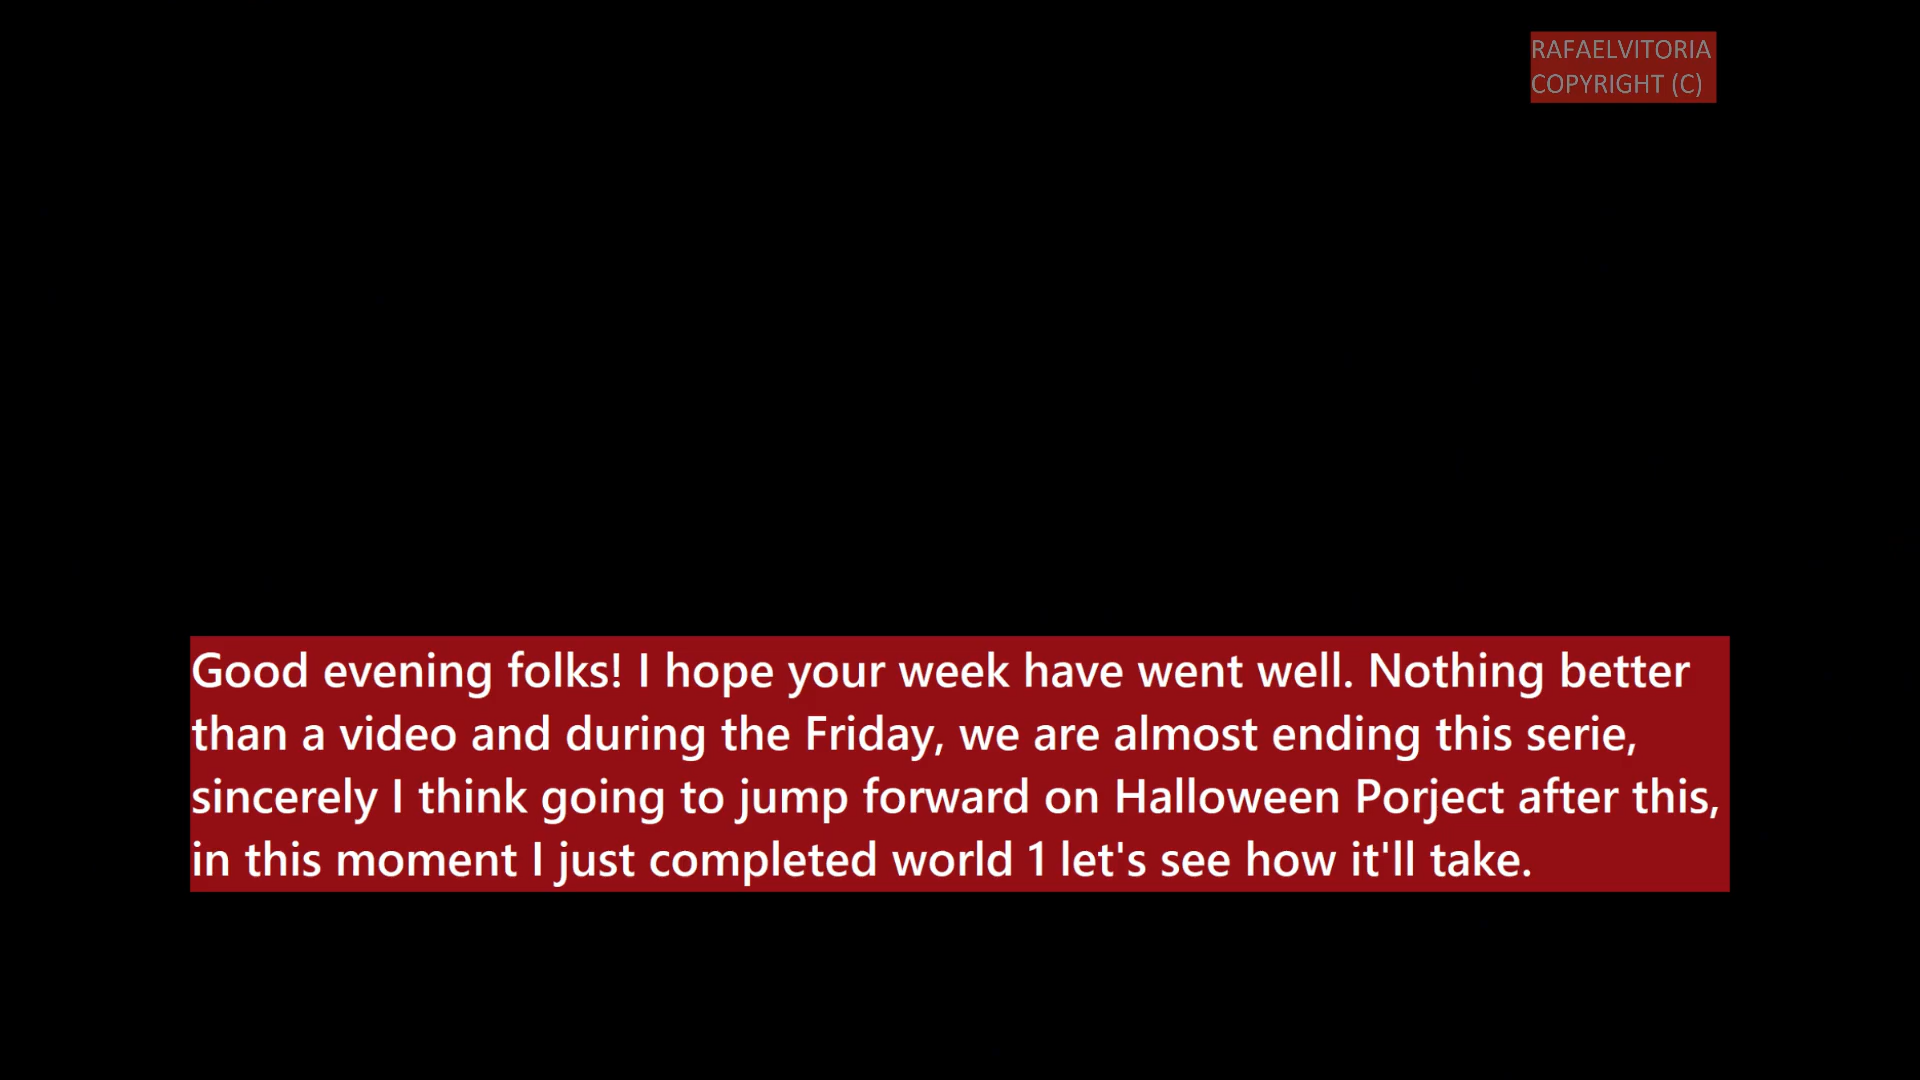 RAFAELVITORIA
COPYRIGHT (C)
Good evening folks! I hope your week have went well. Nothing better
than a video and during the Friday, we are almost ending this serie,
sincerely I think going to jump forward on Halloween Porject after this,
in this moment I just completed world 1 let's see how it'll take.